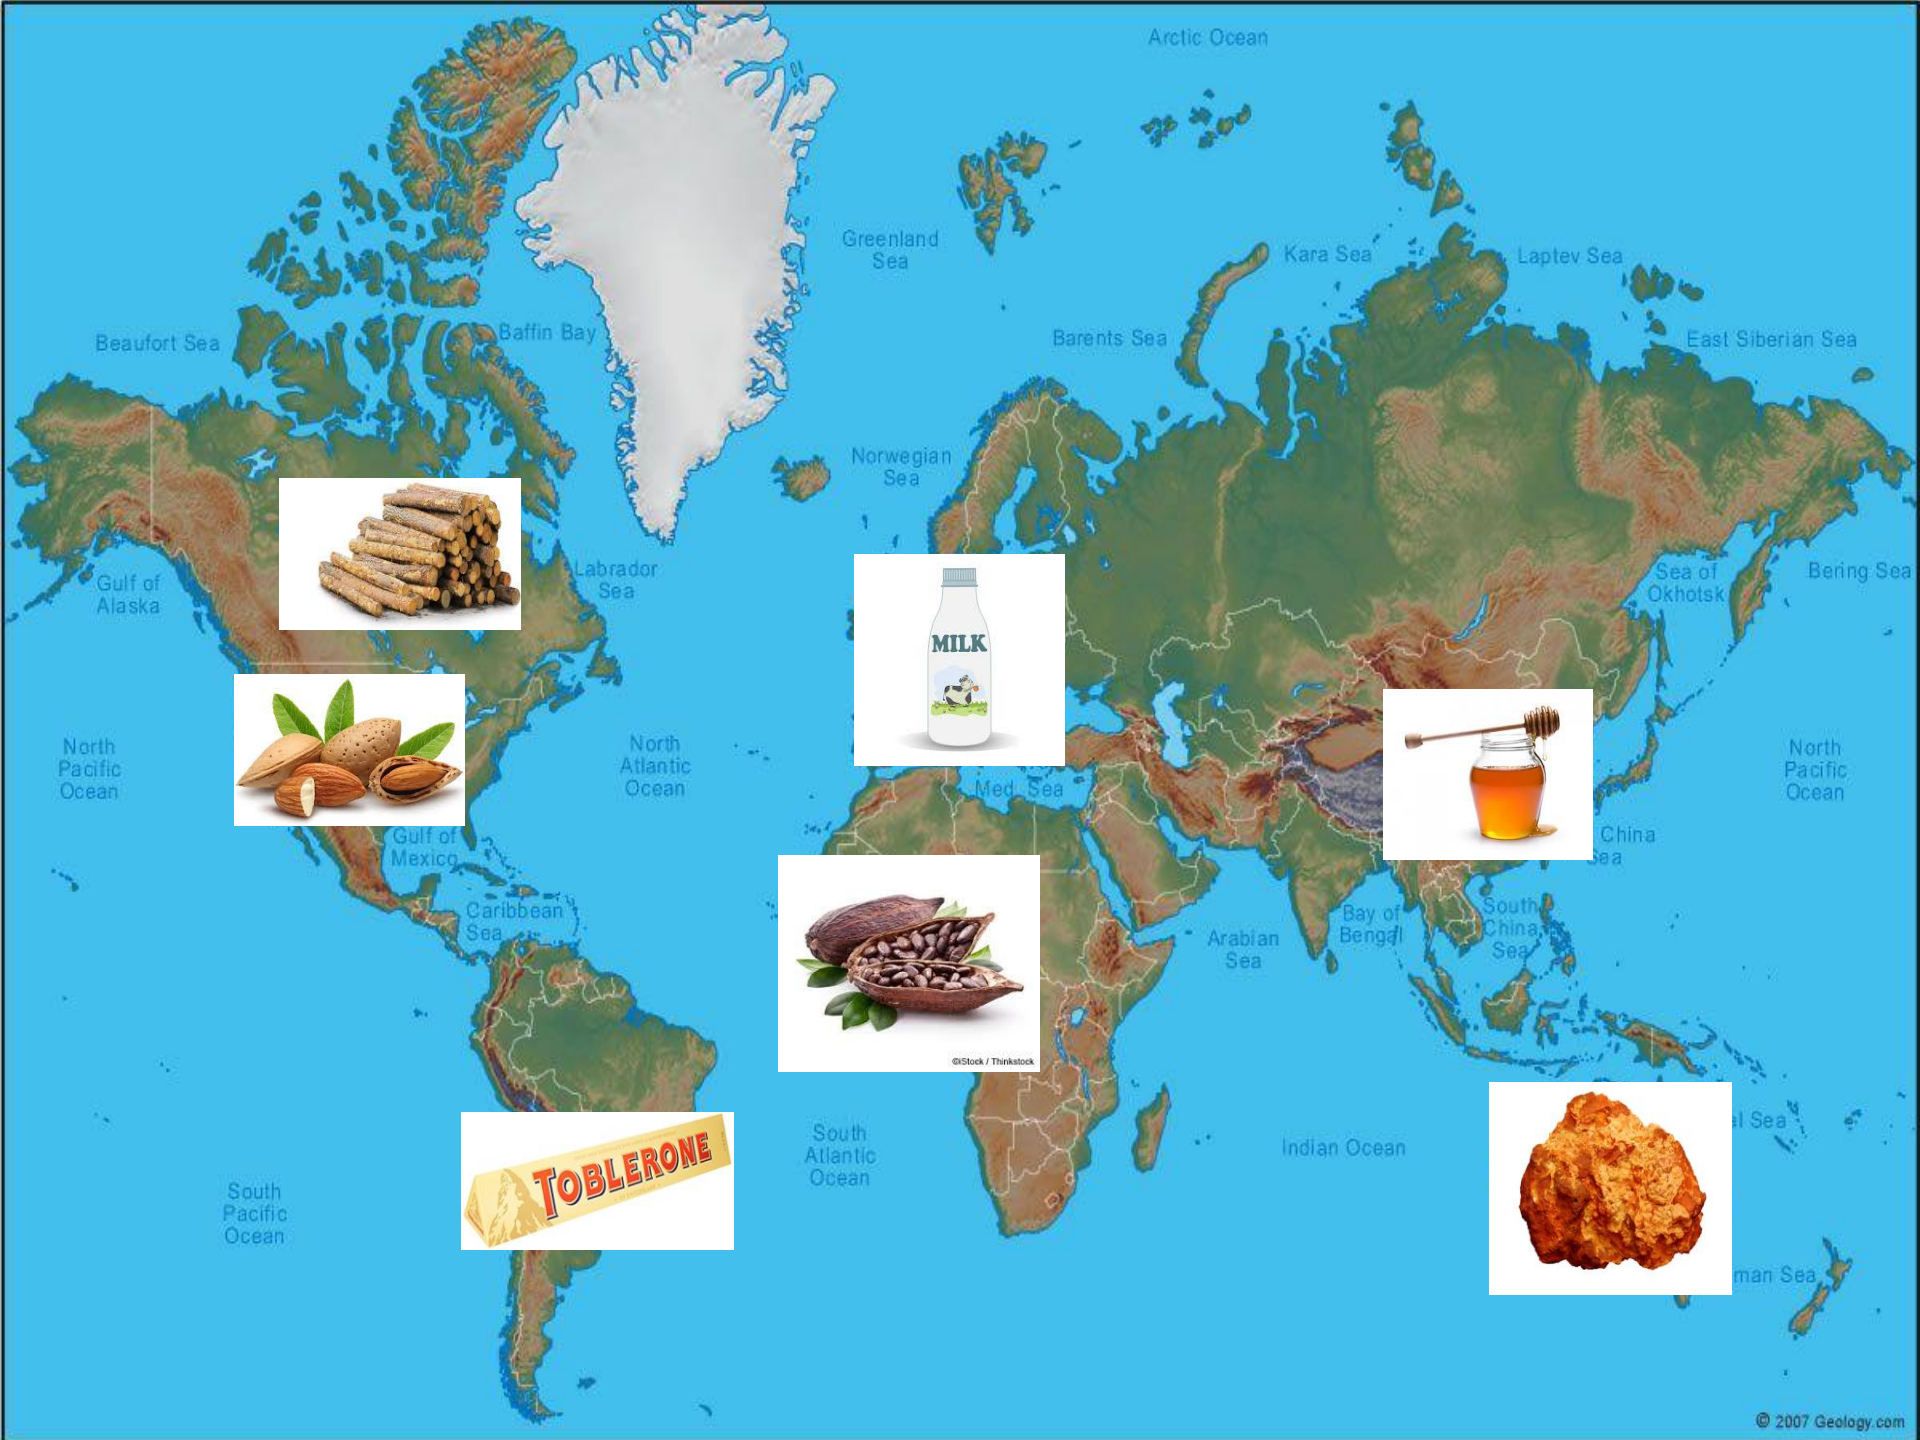 Arctic Ocean
Greenland
Sea
Kara Sea
Laptev Sea
Beaufort Sea
Baffin Bay
Barents Sea
East Siberian Sea
Norwegian
Sea
Gulf of
Alaska
Labrador
Sea
Sea of
Okhotsk
Bering Sea
MILK
North
Pacific
Ocean
North
Atlantic
Ocean
North
Pacific
Ocean
Med. Sea
Gulf of
Mexico
China
Sea
Caribbean
Sea
Arabian
Sea
Bay of
Bengal
South
China
Sea
©iStock / Thinkstock
South
Atlantic
Ocean
Indian Ocean
al Sea
TOBLERONE
South
Pacific
Ocean
man Sea
© 2007 Geology.com